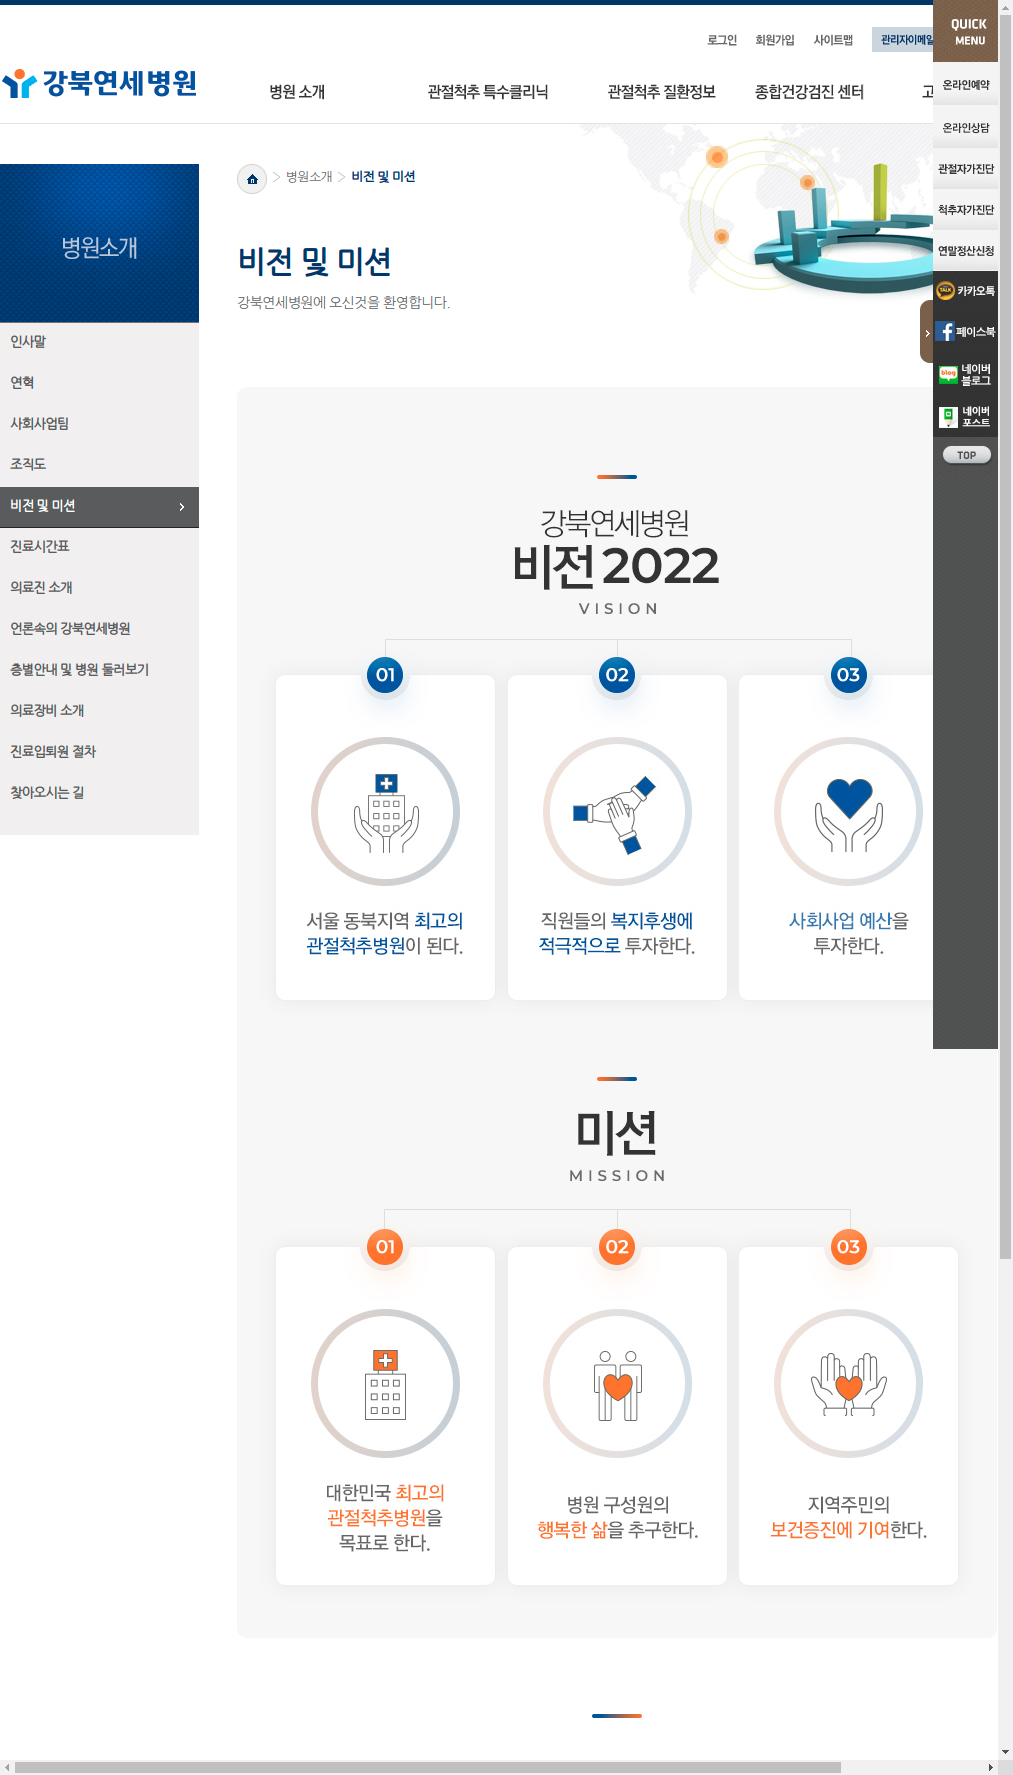 로그인 회원가입 사이트맵 관리자이메일
강북연세병원
병원 소개 관절척추 특수클리닉 관절척추 질환정보 종합건강검진 센터 고
QUICK
MENU
온라인예약
온라인상담
관절자가진단
척추자가진단
연말정산신청
TALK 카카오톡
페이스북
blog 네이버
블로그
네이버
포스트
TOP
병원소개
인사말
연혁
사회사업팀
조직도
비전 및 미션
진료시간표
의료진 소개
언론속의 강북연세병원
층별안내 및 병원 둘러보기
의료장비 소개
진료입퇴원 절차
찾아오시는 길
> 병원소개 > 비전 및 미션
비전 및 미션
강북연세병원에 오신것을 환영합니다.
강북연세병원
비전 2022
VISION
01
서울 동북지역 최고의
관절척추병원이 된다.
02
직원들의 복지후생에
적극적으로 투자한다.
03
사회사업 예산을
투자한다.
미션
MISSION
01
대한민국 최고의
관절척추병원을
목표로 한다.
02
병원 구성원의
행복한 삶을 추구한다.
03
지역주민의
보건증진에 기여한다.